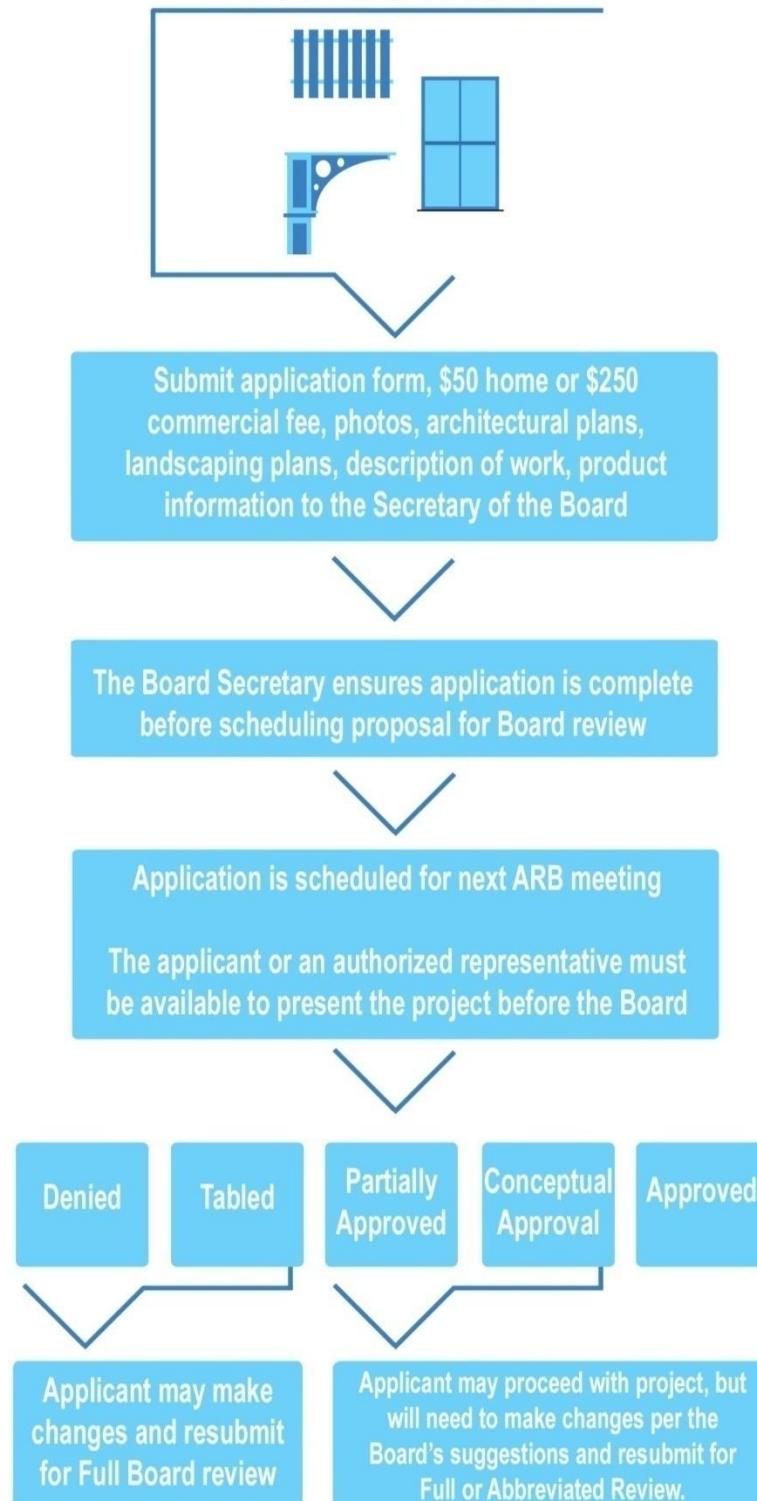 Submit application form, $50 home or $250
commercial fee, photos, architectural plans,
landscaping plans, description of work, product
information to the Secretary of the Board
The Board Secretary ensures application is complete
before scheduling proposal for Board review
Application is scheduled for next ARB meeting
The applicant or an authorized representative must
be available to present the project before the Board
Denied
Tabled
Partially
Approved
Conceptual
Approval
Approved
Applicant may make
changes and resubmit
for Full Board review
Applicant may proceed with project, but
will need to make changes per the
Board's suggestions and resubmit for
Full or Abbreviated Review.